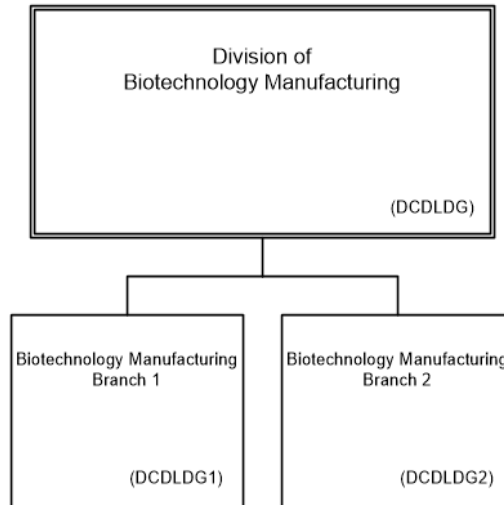 Division of
Biotechnology Manufacturing
(DCDLDG)
Biotechnology Manufacturing
Branch 1
(DCDLDG1)
Biotechnology Manufacturing
Branch 2
(DCDLDG2)